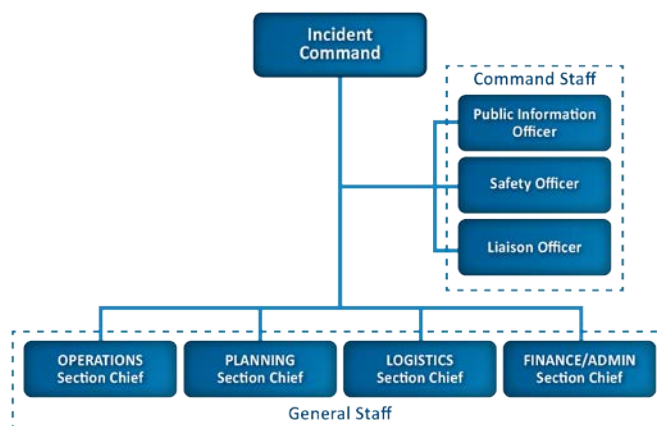 Incident
Command
Command Staff
Public Information
Officer
Safety Officer
Liaison Officer
OPERATIONS
Section Chief
PLANNING
Section Chief
LOGISTICS
Section Chief
FINANCE/ADMIN
Section Chief
General Staff